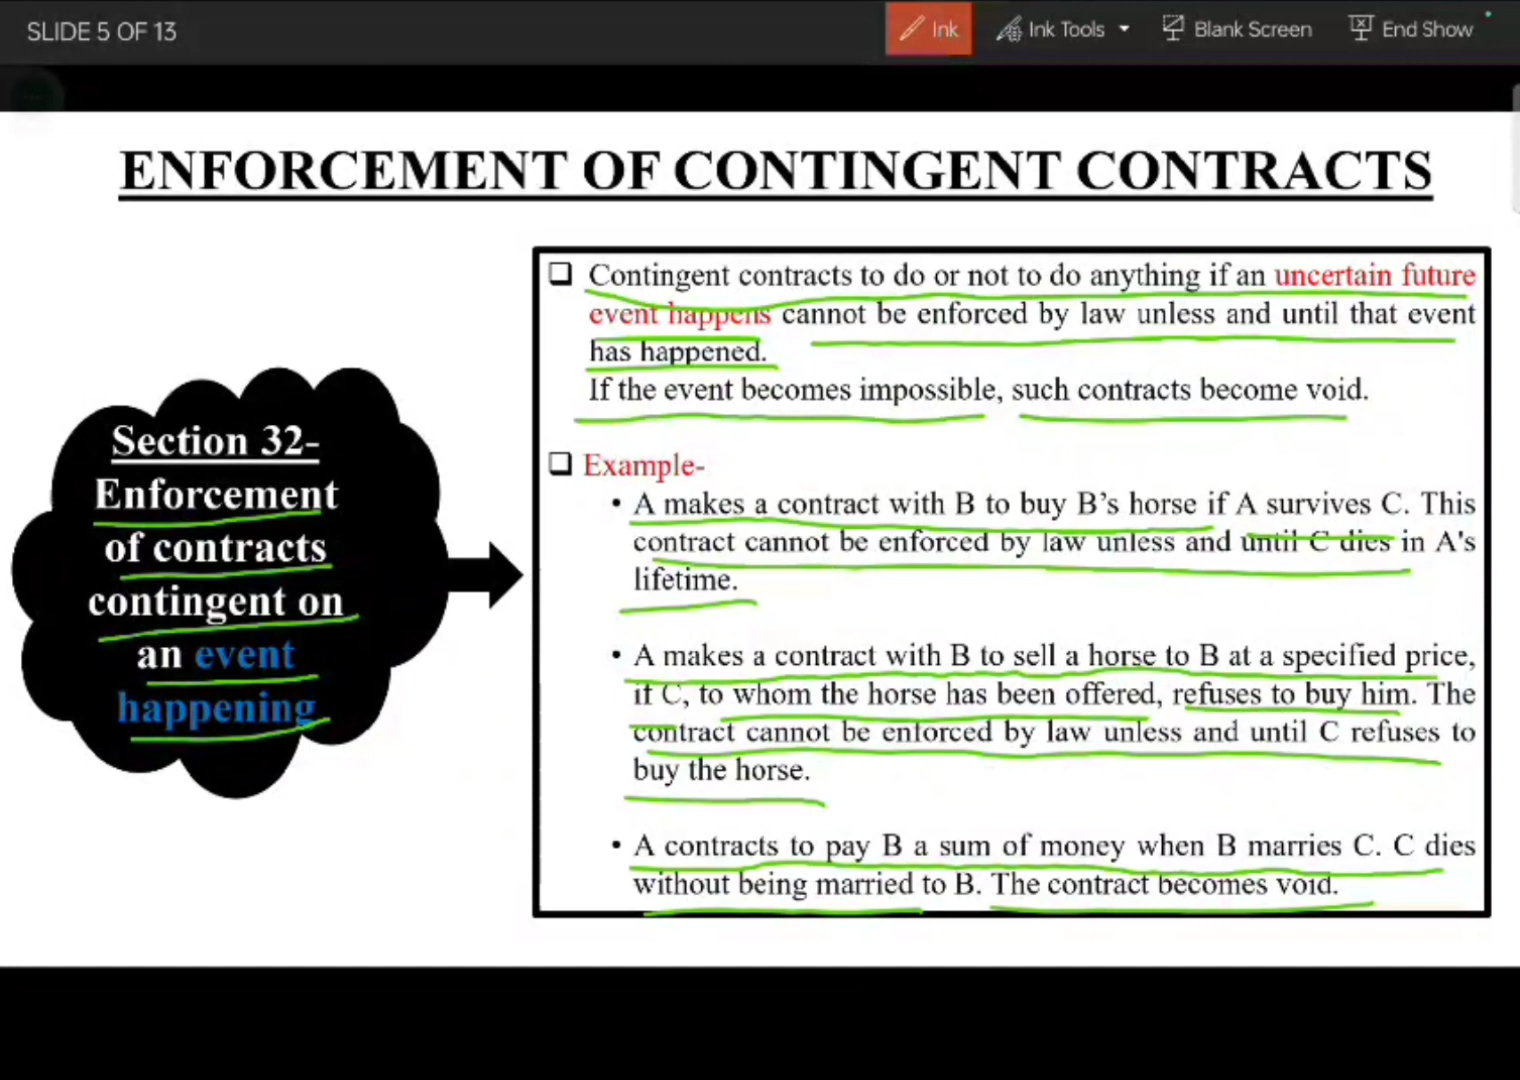 SLIDE 5 OF 13
Ink
Ink Tools
Blank Screen
End Show
ENFORCEMENT OF CONTINGENT CONTRACTS
Section 32-
Enforcement
of contracts
contingent on
an event
happening
Contingent contracts to do or not to do anything if an uncertain future
event happens cannot be enforced by law unless and until that event
has happened.
If the event becomes impossible, such contracts become void.
Example-
• A makes a contract with B to buy B's horse if A survives C. This
contract cannot be enforced by law unless and until C dies in A's
lifetime.
• A makes a contract with B to sell a horse to B at a specified price,
if C, to whom the horse has been offered, refuses to buy him. The
contract cannot be enforced by law unless and until C refuses to
buy the horse.
• A contracts to pay B a sum of money when B marries C. C dies
without being married to B. The contract becomes void.